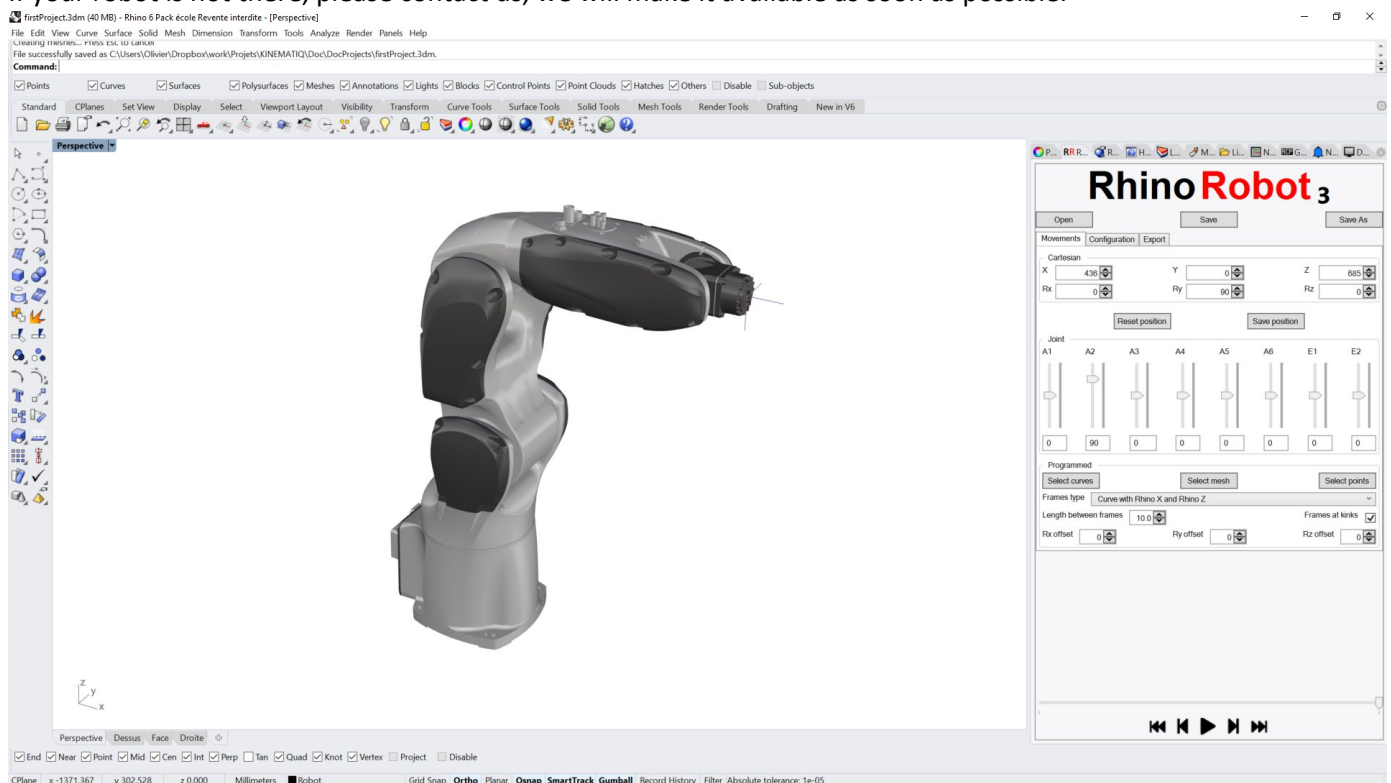 If your robot is not there, please contact us, we will make it available as soon as possible.
firstProject.3dm (40 MB) - Rhino 6 Pack école Revente interdite - [Perspective]
File Edit View Curve Surface Solid Mesh Dimension Transform Tools Analyze Render Panels Help
Creating meshes... Press Esc to cancel
File successfully saved as C:\Users\Olivier\Dropbox\work\Projets\KINEMATIQ\Doc\DocProjects\firstProject.3dm.
Command:
Points Curves Surfaces Polysurfaces Meshes Annotations Lights Blocks Control Points Point Clouds Hatches Others Disable Sub-objects
Standard CPlanes Set View Display Select Viewport Layout Visibility Transform Curve Tools Surface Tools Solid Tools Mesh Tools Render Tools Drafting New in V6
Perspective
P... RR R... R... H... L... M... Li... N... G... N... D...
RhinoRobot 3
Open Save Save As
Movements Configuration Export
Cartesian
X 436 Y 0 Z 685
Rx 0 Ry 90 Rz 0
Reset position Save position
Joint
A1 A2 A3 A4 A5 A6 E1 E2
0 90 0 0 0 0 0 0
Programmed
Select curves Select mesh Select points
Frames type Curve with Rhino X and Rhino Z
Length between frames 10.0 Frames at kinks
Rx offset 0 Ry offset 0 Rz offset 0
z
y
x
Perspective Dessus Face Droite
End Near Point Mid Cen Int Perp Tan Quad Knot Vertex Project Disable
CPlane x -1371.367 y 302.528 z 0.000 Millimeters Robot Grid Snap Ortho Planar Osnap SmartTrack Gumball Record History Filter Absolute tolerance: 1e-05